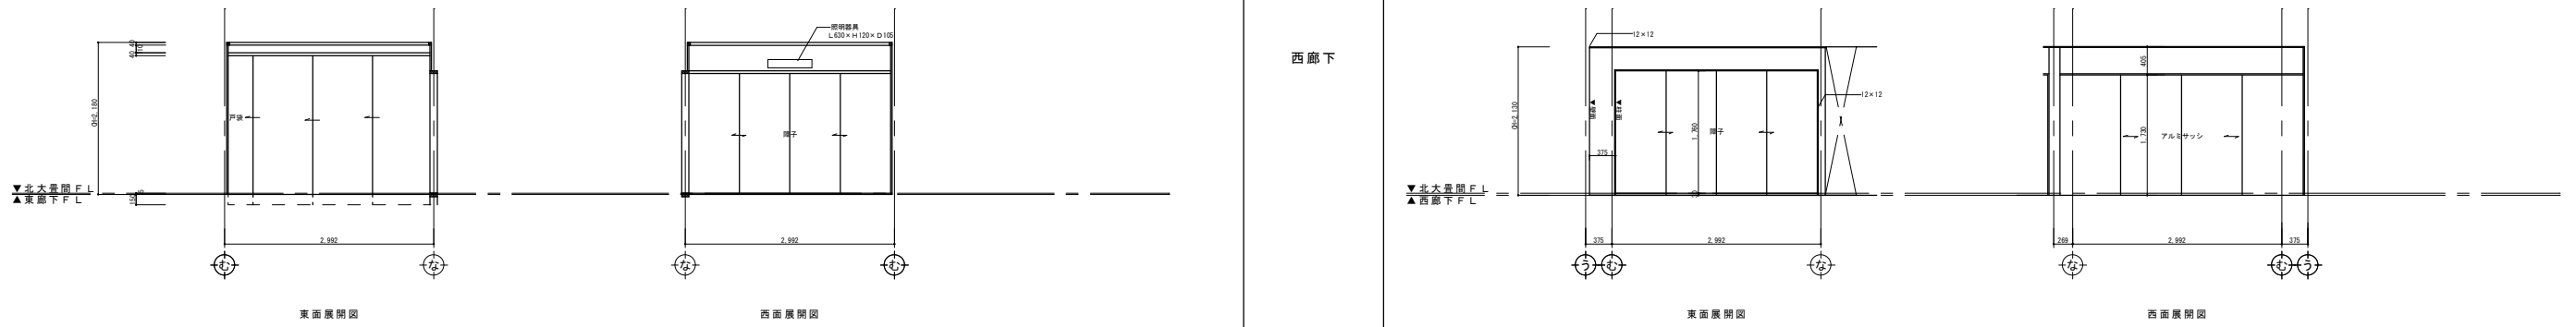 照明器具
L630×H120×D105
40
10
40
CH=2,180
戸袋
障子
▼北大畳間FL
▲東廊下FL
150
5
2,992
2,992
む
な
な
む
東面展開図
西面展開図
西廊下
12×12
12×12
CH=2,130
375
1,760
障子
405
1,730
アルミサッシ
▼北大畳間FL
▲西廊下FL
375
2,992
269
2,992
375
う
む
な
な
む
う
東面展開図
西面展開図